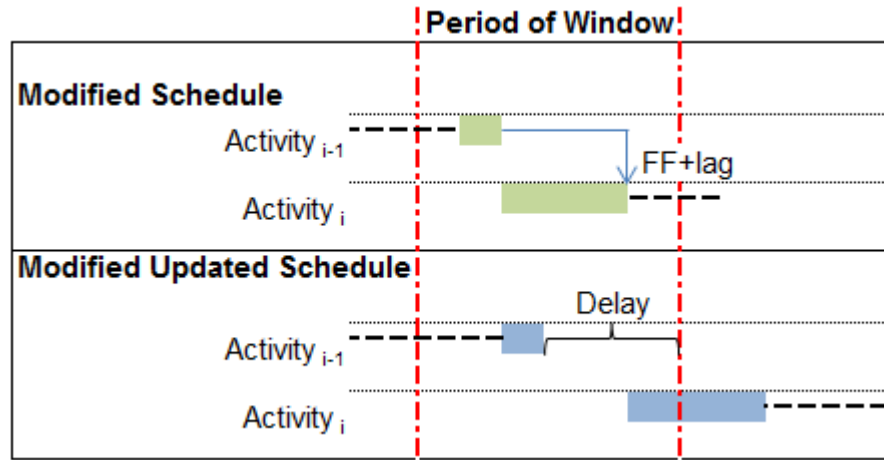 Period of Window
Modified Schedule
Activity i-1
FF+lag
Activity i
Modified Updated Schedule
Delay
Activity i-1
Activity i